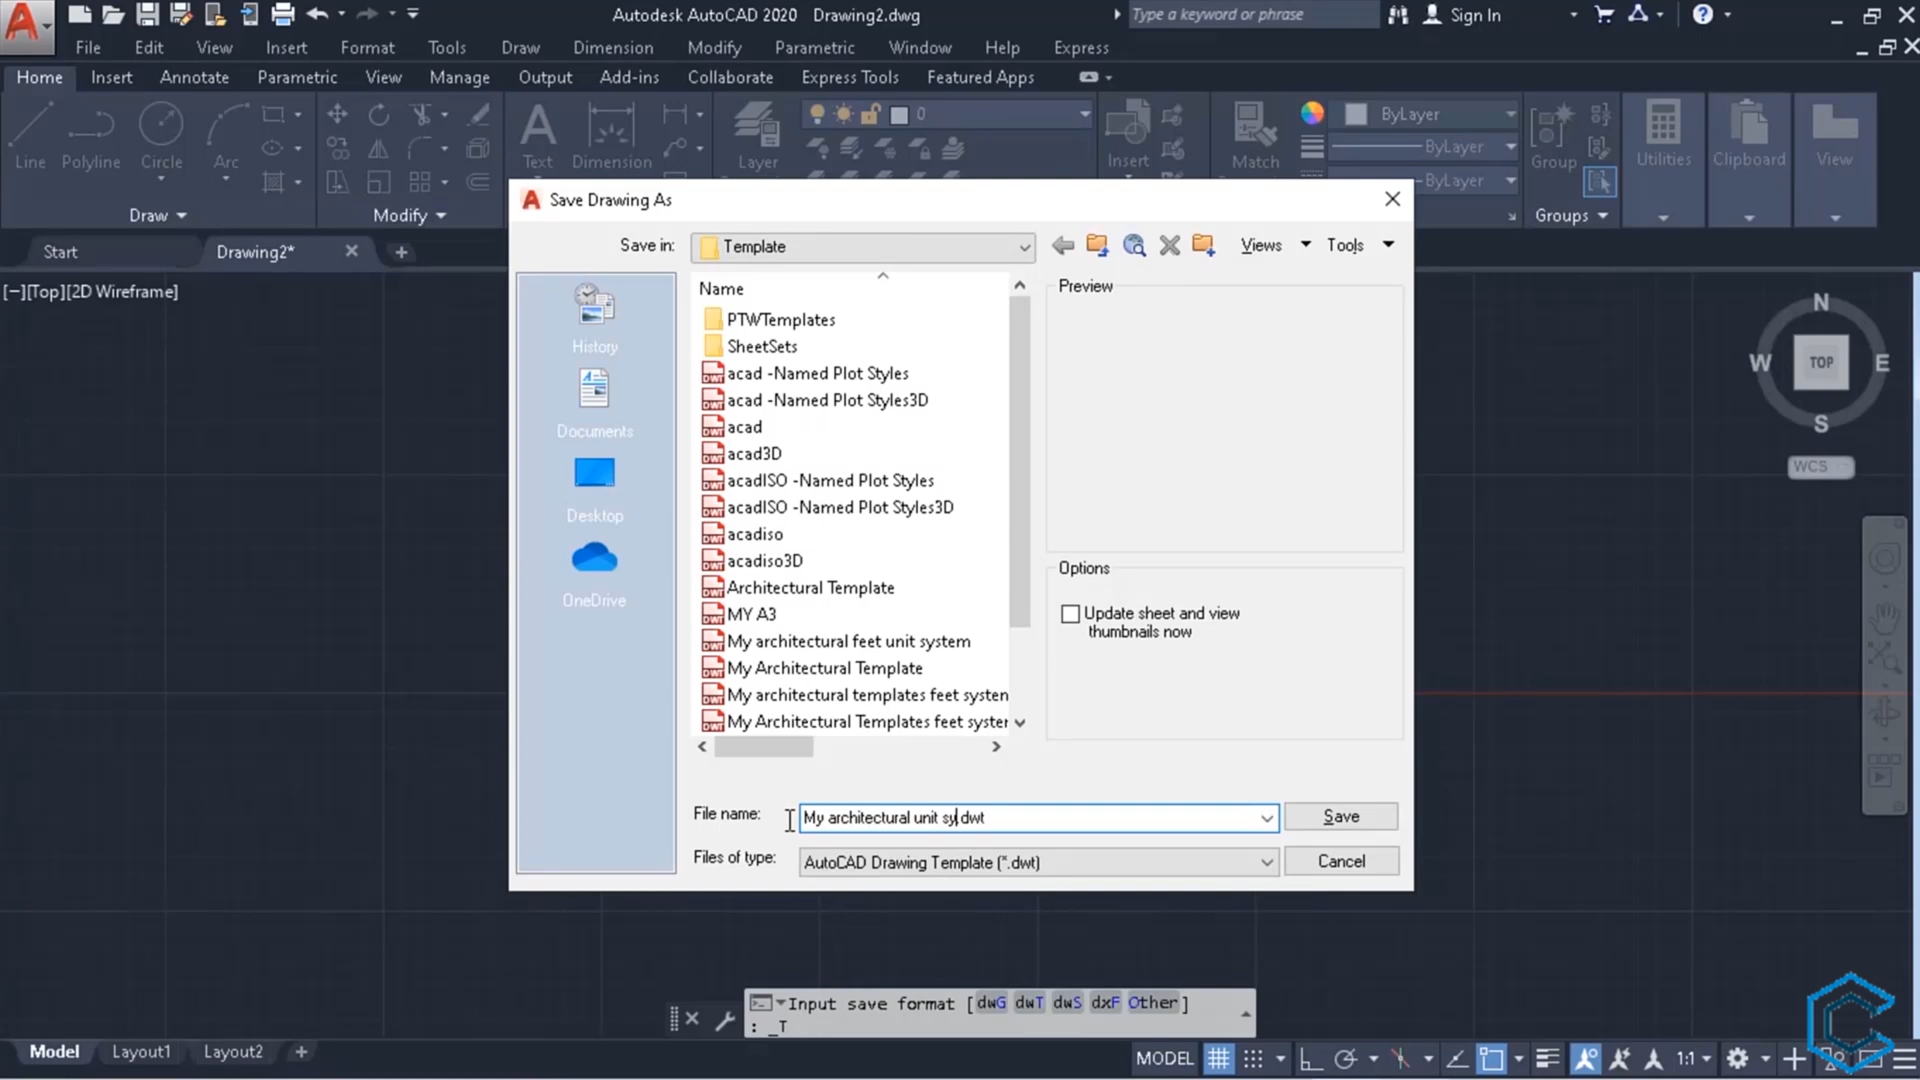 Autodesk AutoCAD 2020 Drawing2.dwg
Type a keyword or phrase
Sign In
File Edit View Insert Format Tools Draw Dimension Modify Parametric Window Help Express
Home Insert Annotate Parametric View Manage Output Add-ins Collaborate Express Tools Featured Apps
0
ByLayer
ByLayer
ByLayer
Line Polyline Circle Arc Text Dimension Layer Insert Match Group Utilities Clipboard View
Draw Modify Groups
Start Drawing2*
[–][Top][2D Wireframe]
Save Drawing As
Save in: Template
Views Tools
History
Documents
Desktop
OneDrive
Name
PTWTemplates
SheetSets
acad -Named Plot Styles
acad -Named Plot Styles3D
acad
acad3D
acadISO -Named Plot Styles
acadISO -Named Plot Styles3D
acadiso
acadiso3D
Architectural Template
MY A3
My architectural feet unit system
My Architectural Template
My architectural templates feet system
My Architectural Templates feet syster
Preview
Options
Update sheet and view
thumbnails now
File name: My architectural unit sy.dwt
Save
Files of type: AutoCAD Drawing Template (*.dwt)
Cancel
N
W TOP E
S
WCS
Input save format [dwG dwT dwS dxF Other]
: _T
Model Layout1 Layout2
MODEL 1:1